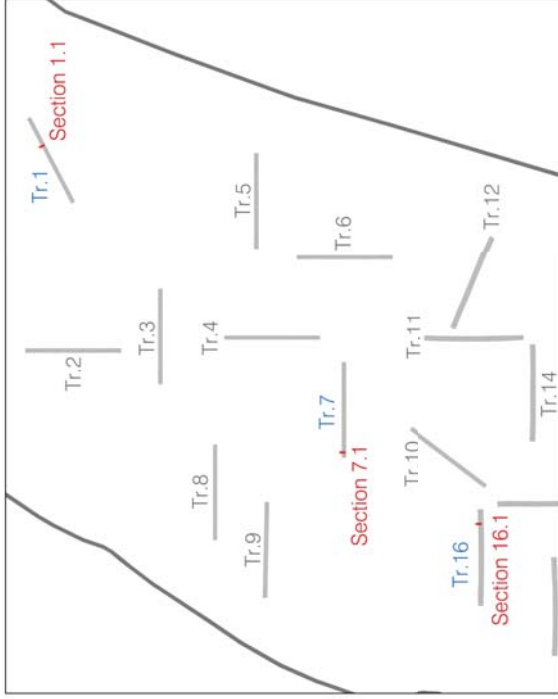 Tr.1
Section 1.1
Tr.2
Tr.3
Tr.4
Tr.5
Tr.6
Tr.7
Section 7.1
Tr.8
Tr.9
Tr.10
Tr.11
Tr.12
Tr.14
Tr.16
Section 16.1